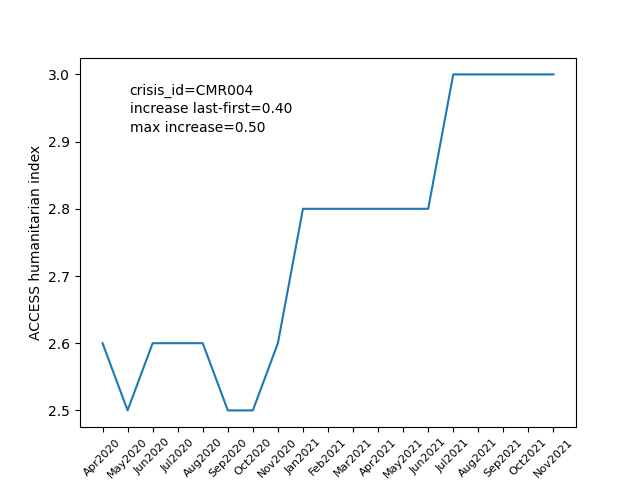 crisis_id=CMR004
increase last-first=0.40
max increase=0.50
ACCESS humanitarian index
3.0
2.9
2.8
2.7
2.6
2.5
Apr2020
May2020
Jun2020
Jul2020
Aug2020
Sep2020
Oct2020
Nov2020
Jan2021
Feb2021
Mar2021
Apr2021
May2021
Jun2021
Jul2021
Aug2021
Sep2021
Oct2021
Nov2021